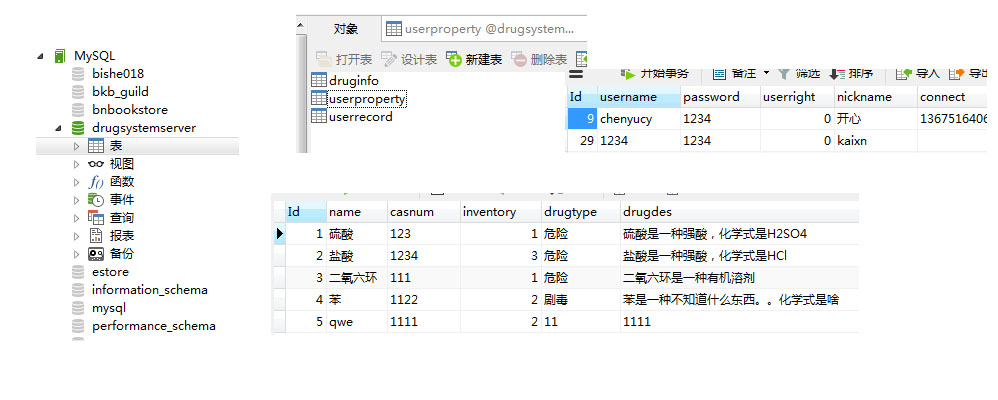 MySQL
bishe018
bkb_guild
bnbookstore
drugsystemserver
表
视图
函数
事件
查询
报表
备份
estore
information_schema
mysql
performance_schema
对象 userproperty @drugsystem...
打开表 设计表 新建表 删除表
druginfo
userproperty
userrecord
开始事务 备注 筛选 排序 导入 导出
Id username password userright nickname connect
9 chenyucy 1234 0 开心 1367516406
29 1234 1234 0 kaixn
Id name casnum inventory drugtype drugdes
1 硫酸 123 1 危险 硫酸是一种强酸，化学式是H2SO4
2 盐酸 1234 3 危险 盐酸是一种强酸，化学式是HCl
3 二氧六环 111 1 危险 二氧六环是一种有机溶剂
4 苯 1122 2 剧毒 苯是一种不知道什么东西。。化学式是啥
5 qwe 1111 2 11 1111